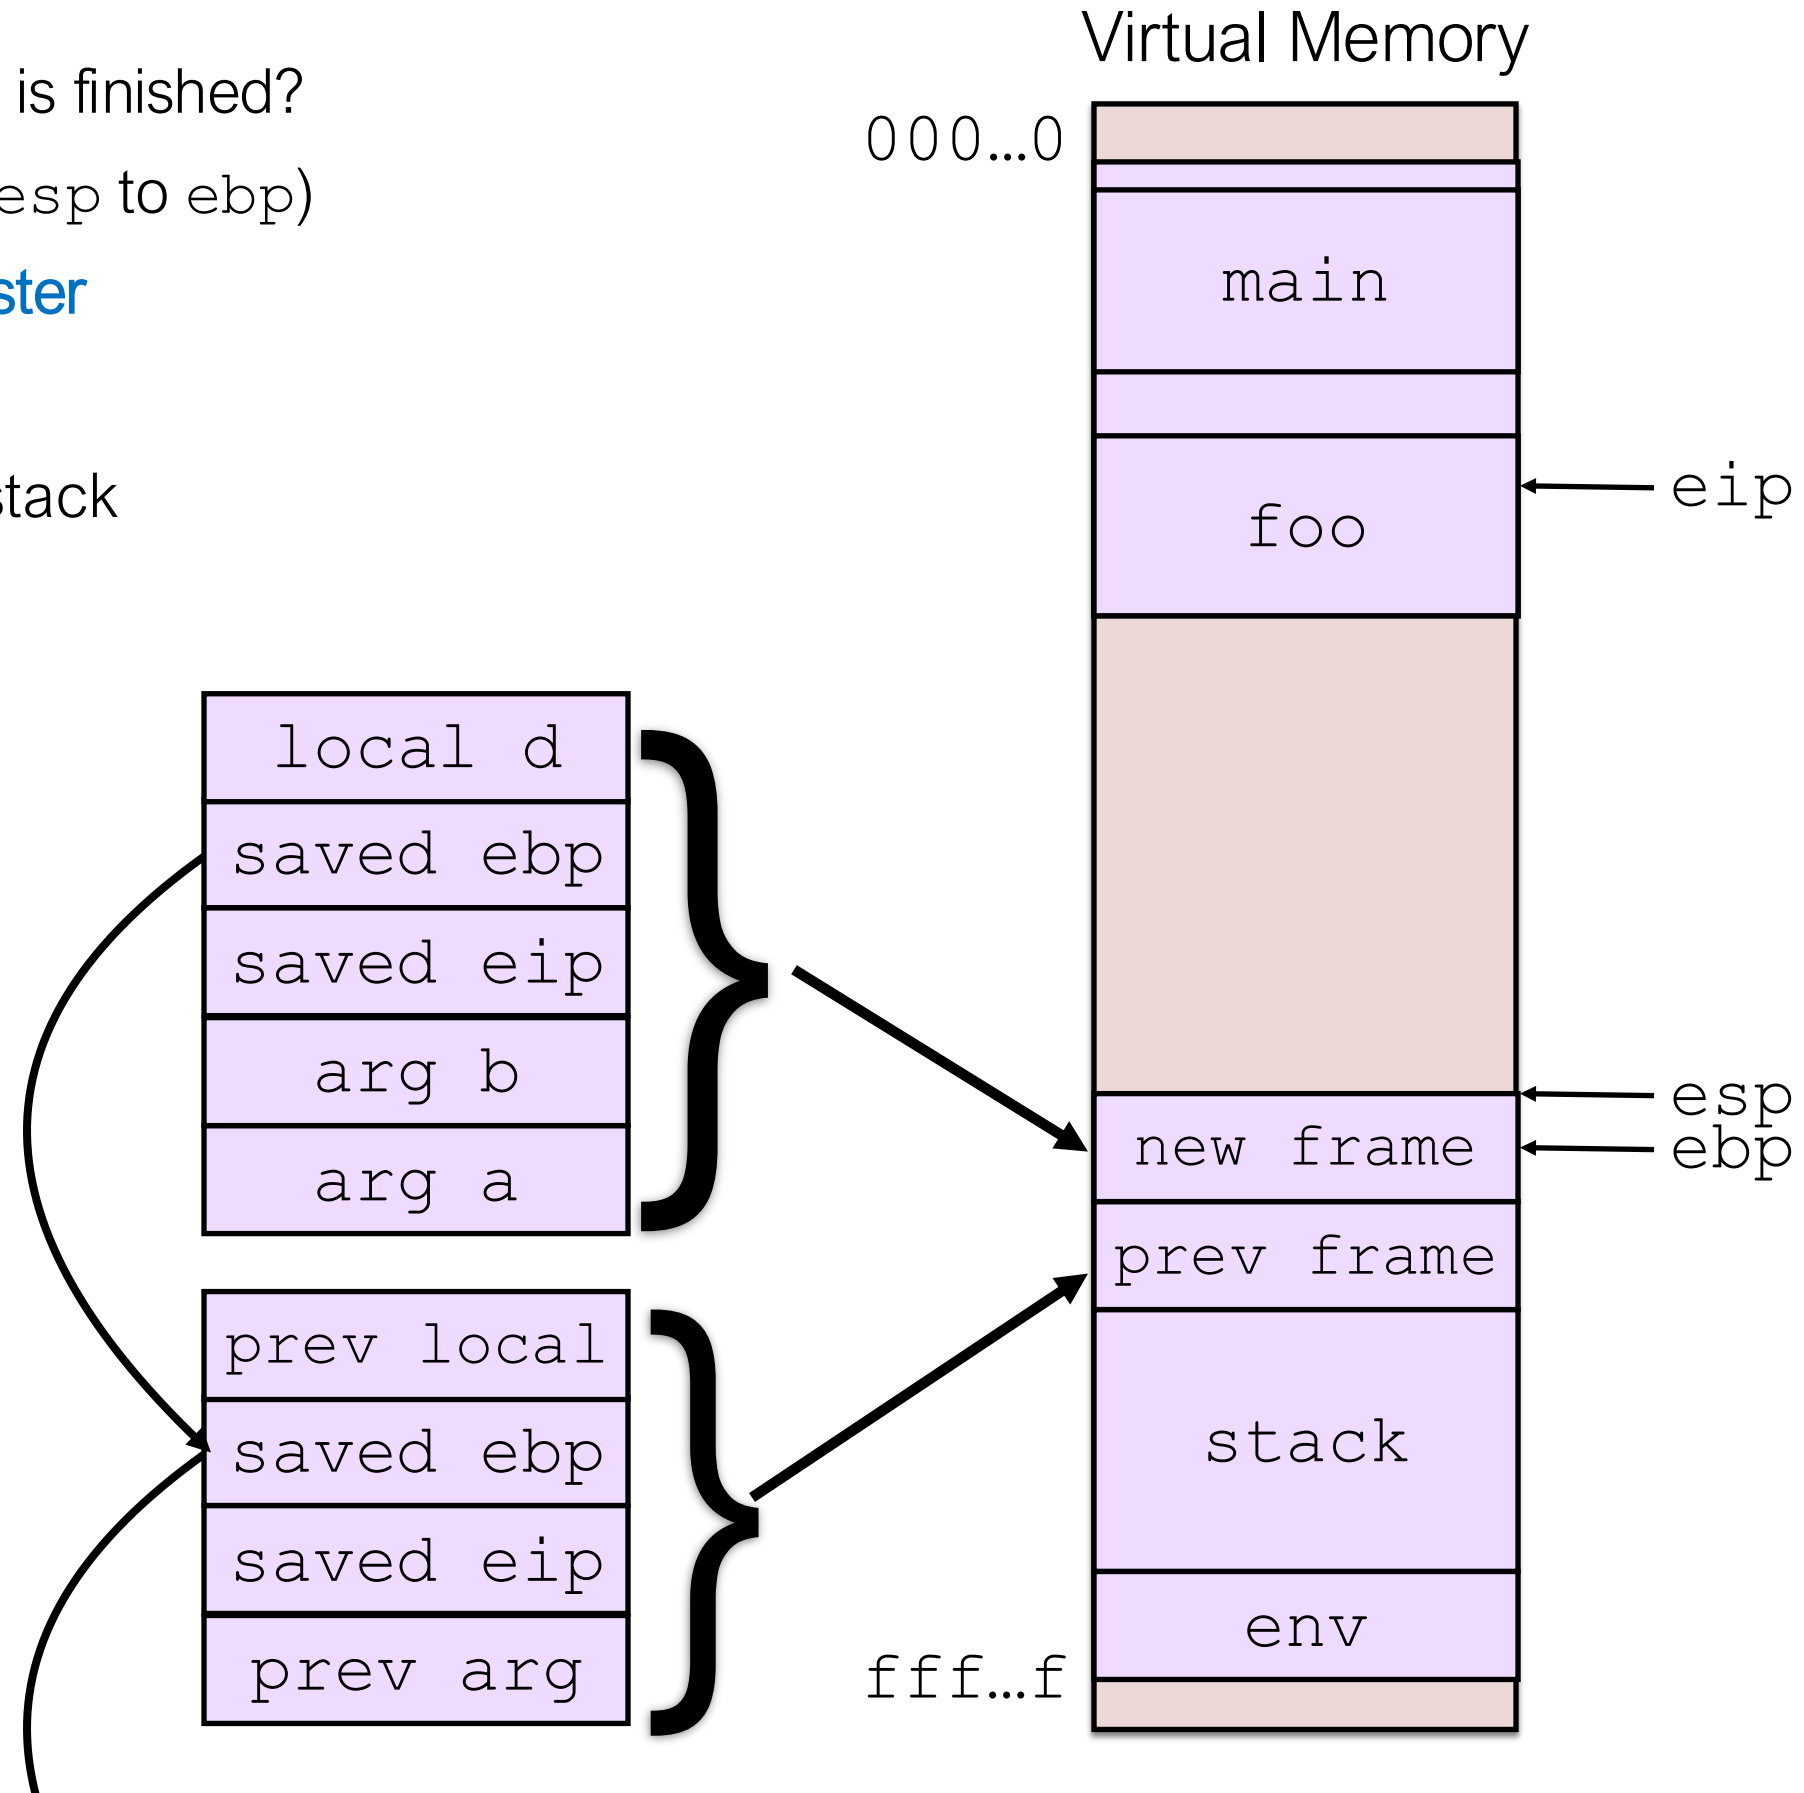 Virtual Memory
is finished?
esp to ebp)
ster
stack
000…0
main
foo
eip
esp
ebp
new frame
prev frame
stack
env
fff…f
local d
saved ebp
saved eip
arg b
arg a
prev local
saved ebp
saved eip
prev arg